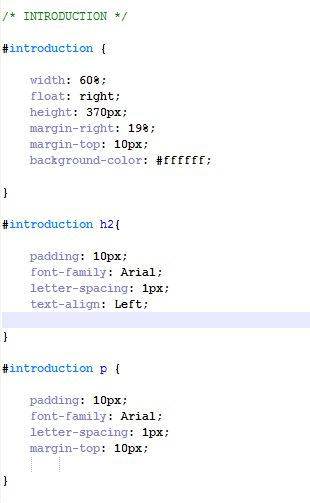 /* INTRODUCTION */
#introduction {
width: 60%;
float: right;
height: 370px;
margin-right: 19%;
margin-top: 10px;
background-color: #ffffff;
}
#introduction h2{
padding: 10px;
font-family: Arial;
letter-spacing: 1px;
text-align: Left;
}
#introduction p {
padding: 10px;
font-family: Arial;
letter-spacing: 1px;
margin-top: 10px;
}